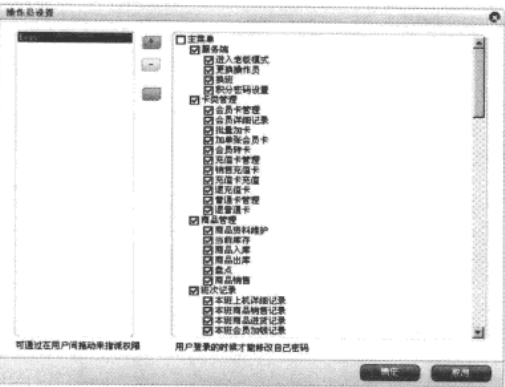 操作员设置
+
-
主菜单
服务端
进入老板模式
更换操作员
换班
积分密码设置
卡类管理
会员卡管理
会员详细记录
批量加卡
加单张会员卡
会员转卡
充值卡管理
销售充值卡
充值卡充值
退充值卡
普通卡管理
退普通卡
商品管理
商品资料维护
当前库存
商品入库
商品出库
盘点
商品销售
班次记录
本班上机详细记录
本班商品销售记录
本班商品进货记录
本班会员加钱记录
可通过在用户间拖动来指派权限
用户登录的时候才能修改自己密码
确定
取消